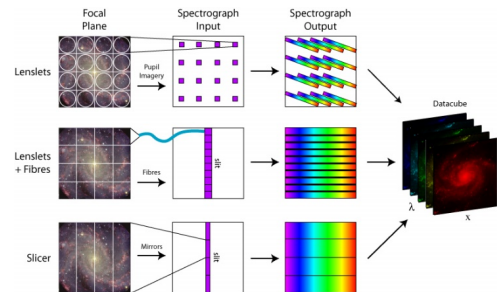 Focal
Plane
Spectrograph
Input
Spectrograph
Output
Lenslets
Pupil
Imagery
Datacube
Lenslets
+ Fibres
Fibres
slit
λ
x
Slicer
Mirrors
slit